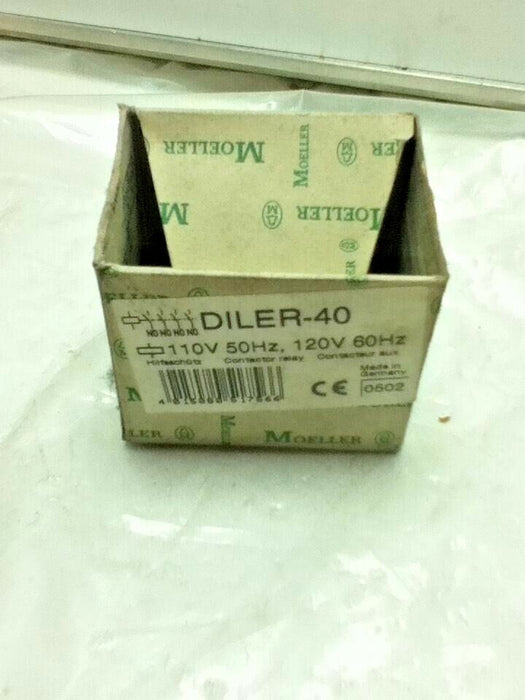 MOELLER
MOELLER
MOELLER
MOELLER
DILER-40
NO NO NO NO
110V 50Hz, 120V 60Hz
Hilfsschütz Contactor relay Contacteur aux.
Made in
Germany
CE
0602
MOELLER